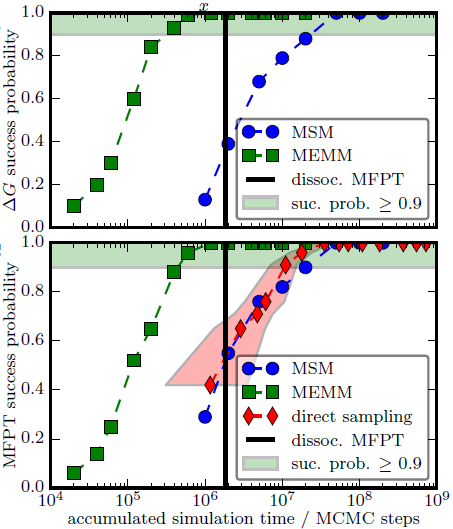 x
1.0
0.8
0.6
0.4
0.2
0.0
ΔG success probability
MSM
MEMM
dissoc. MFPT
suc. prob. ≥ 0.9
1.0
0.8
0.6
0.4
0.2
0.0
MFPT success probability
MSM
MEMM
direct sampling
dissoc. MFPT
suc. prob. ≥ 0.9
10⁴ 10⁵ 10⁶ 10⁷ 10⁸ 10⁹
accumulated simulation time / MCMC steps